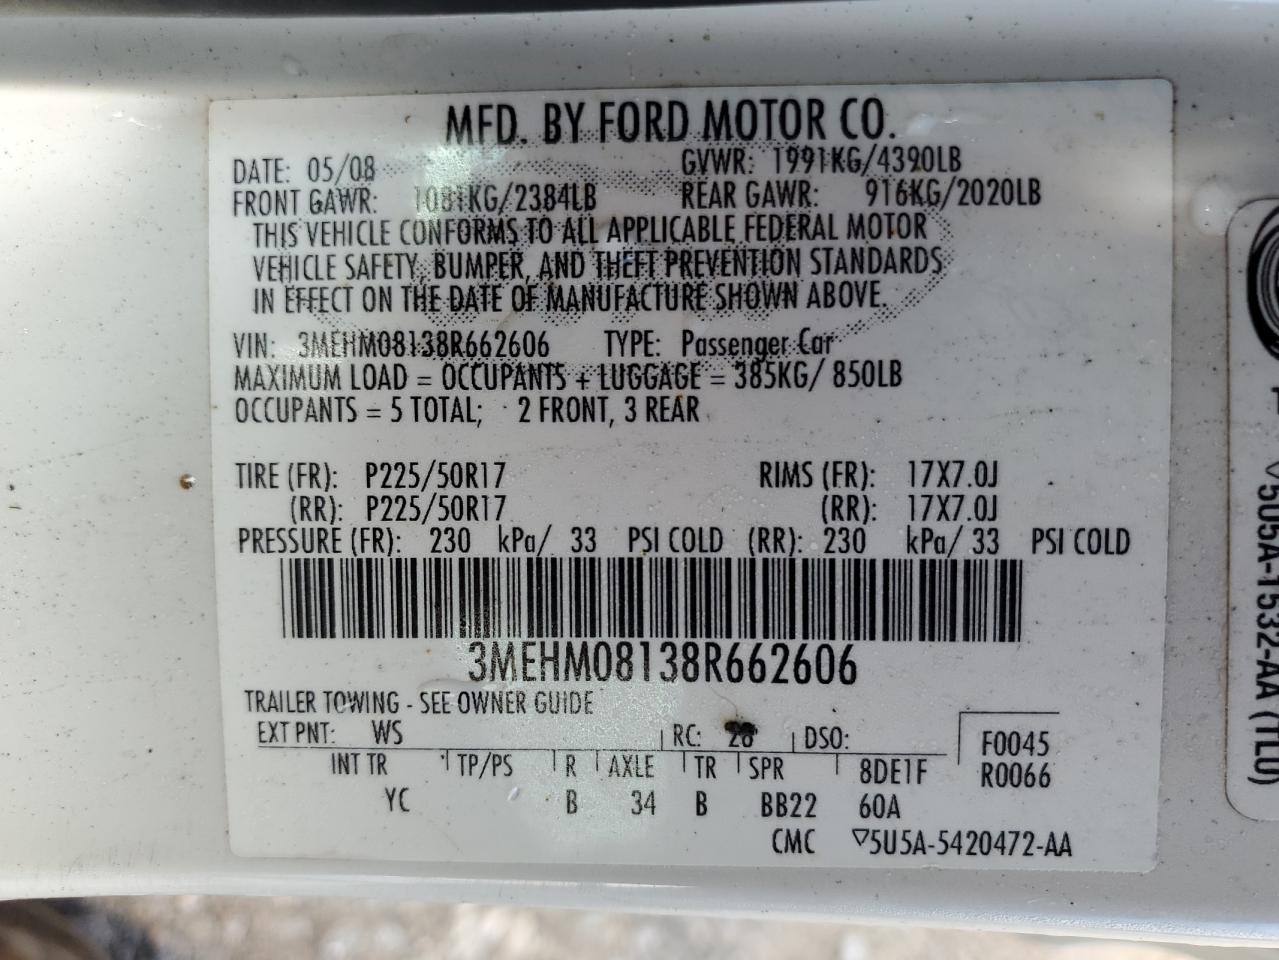 MFD. BY FORD MOTOR CO.
DATE: 05/08 GVWR: 1991KG/4390LB
FRONT GAWR: 1081KG/2384LB REAR GAWR: 916KG/2020LB
THIS VEHICLE CONFORMS TO ALL APPLICABLE FEDERAL MOTOR
VEHICLE SAFETY, BUMPER, AND THEFT PREVENTION STANDARDS
IN EFFECT ON THE DATE OF MANUFACTURE SHOWN ABOVE.
VIN: 3MEHM08138R662606 TYPE: Passenger Car
MAXIMUM LOAD = OCCUPANTS + LUGGAGE = 385KG/ 850LB
OCCUPANTS = 5 TOTAL; 2 FRONT, 3 REAR
TIRE (FR): P225/50R17 RIMS (FR): 17X7.0J
(RR): P225/50R17 (RR): 17X7.0J
PRESSURE (FR): 230 kPa/ 33 PSI COLD (RR): 230 kPa/ 33 PSI COLD
3MEHM08138R662606
TRAILER TOWING - SEE OWNER GUIDE
EXT PNT: WS RC: DSO: F0045
INT TR TP/PS R AXLE TR SPR 8DE1F R0066
YC B 34 B BB22 60A
CMC ▽5U5A-5420472-AA
▽5U5A-1532-AA (TLU)